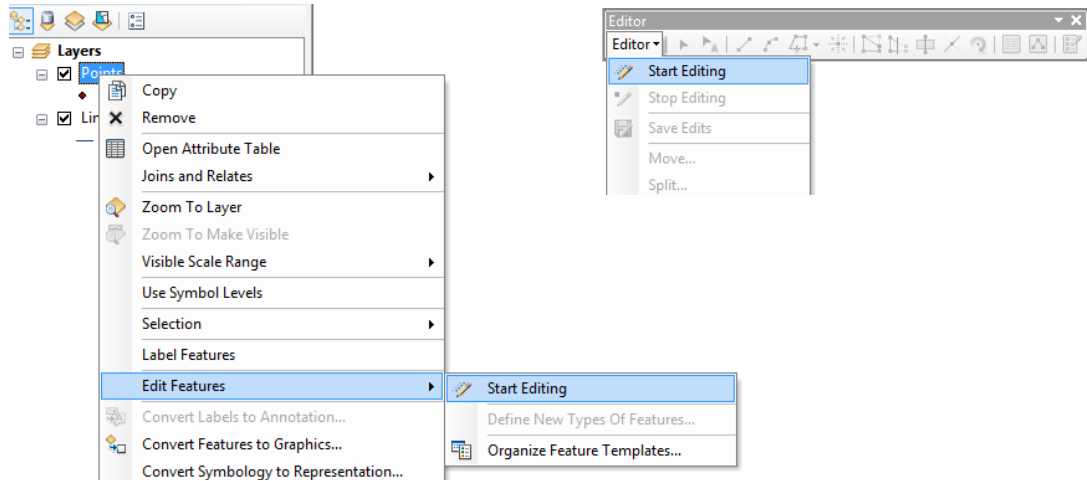 Layers
Points
Lin
Copy
Remove
Open Attribute Table
Joins and Relates
Zoom To Layer
Zoom To Make Visible
Visible Scale Range
Use Symbol Levels
Selection
Label Features
Edit Features
Convert Labels to Annotation...
Convert Features to Graphics...
Convert Symbology to Representation...
Start Editing
Define New Types Of Features...
Organize Feature Templates...
Editor
Editor
Start Editing
Stop Editing
Save Edits
Move...
Split...